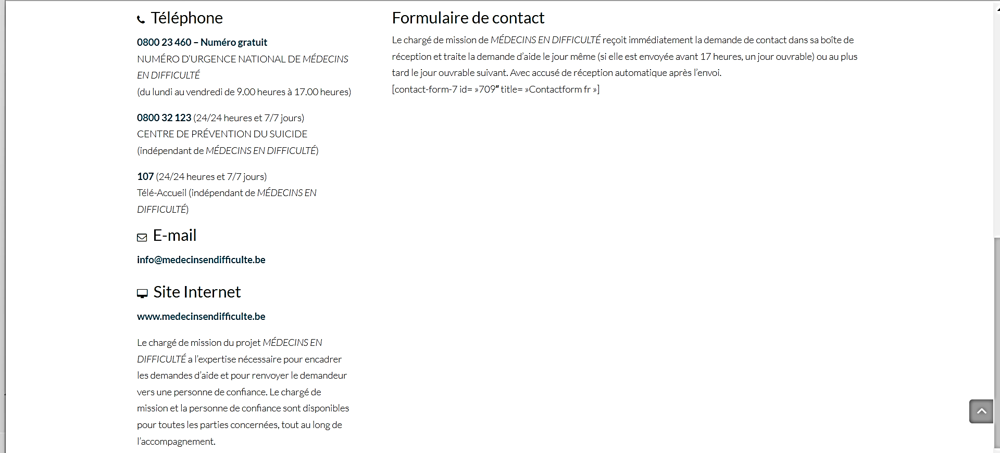 Téléphone
0800 23 460 – Numéro gratuit
NUMÉRO D’URGENCE NATIONAL DE MÉDECINS
EN DIFFICULTÉ
(du lundi au vendredi de 9.00 heures à 17.00 heures)
0800 32 123 (24/24 heures et 7/7 jours)
CENTRE DE PRÉVENTION DU SUICIDE
(indépendant de MÉDECINS EN DIFFICULTÉ)
107 (24/24 heures et 7/7 jours)
Télé-Accueil (indépendant de MÉDECINS EN
DIFFICULTÉ)
E-mail
info@medecinsendifficulte.be
Site Internet
www.medecinsendifficulte.be
Le chargé de mission du projet MÉDECINS EN
DIFFICULTÉ a l’expertise nécessaire pour encadrer
les demandes d’aide et pour renvoyer le demandeur
vers une personne de confiance. Le chargé de
mission et la personne de confiance sont disponibles
pour toutes les parties concernées, tout au long de
l’accompagnement.
Formulaire de contact
Le chargé de mission de MÉDECINS EN DIFFICULTÉ reçoit immédiatement la demande de contact dans sa boîte de
réception et traite la demande d’aide le jour même (si elle est envoyée avant 17 heures, un jour ouvrable) ou au plus
tard le jour ouvrable suivant. Avec accusé de réception automatique après l’envoi.
[contact-form-7 id= »709″ title= »Contactform fr »]